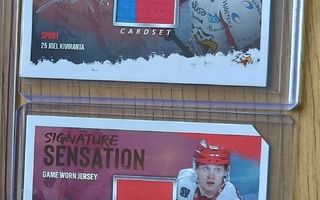 CARDSET
SPORT
25 JOEL KIVIRANTA
SIGNATURE
SENSATION
GAME WORN JERSEY